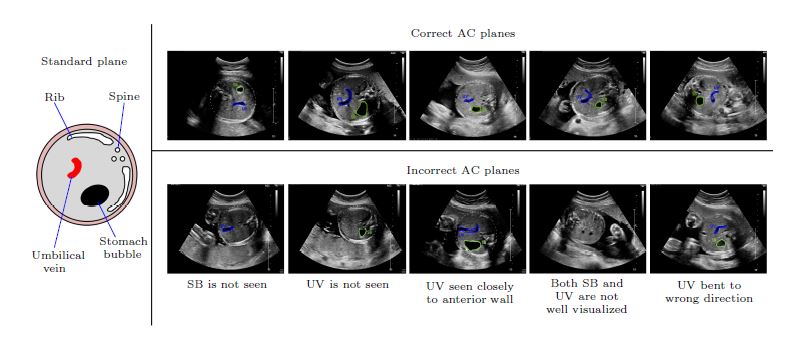 Standard plane
Rib
Spine
Umbilical
vein
Stomach
bubble
Correct AC planes
Incorrect AC planes
SB is not seen
UV is not seen
UV seen closely
to anterior wall
Both SB and
UV are not
well visualized
UV bent to
wrong direction